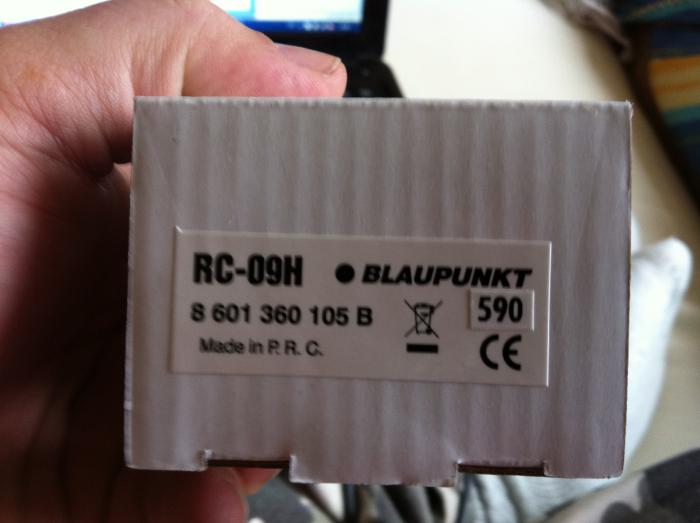 RC-09H BLAUPUNKT
8 601 360 105 B 590
Made in P. R. C. CE